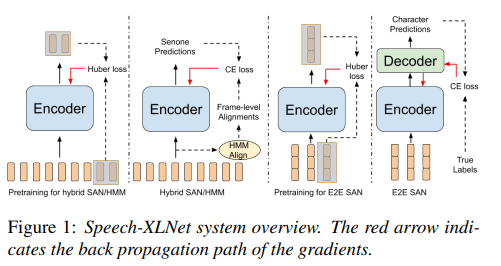 Huber loss
Encoder
Pretraining for hybrid SAN/HMM
Senone
Predictions
CE loss
Encoder
Frame-level
Alignments
HMM
Align
Hybrid SAN/HMM
Huber
loss
Encoder
Pretraining for E2E SAN
Character
Predictions
Decoder
CE loss
Encoder
True
Labels
E2E SAN
Figure 1: Speech-XLNet system overview. The red arrow indi-
cates the back propagation path of the gradients.